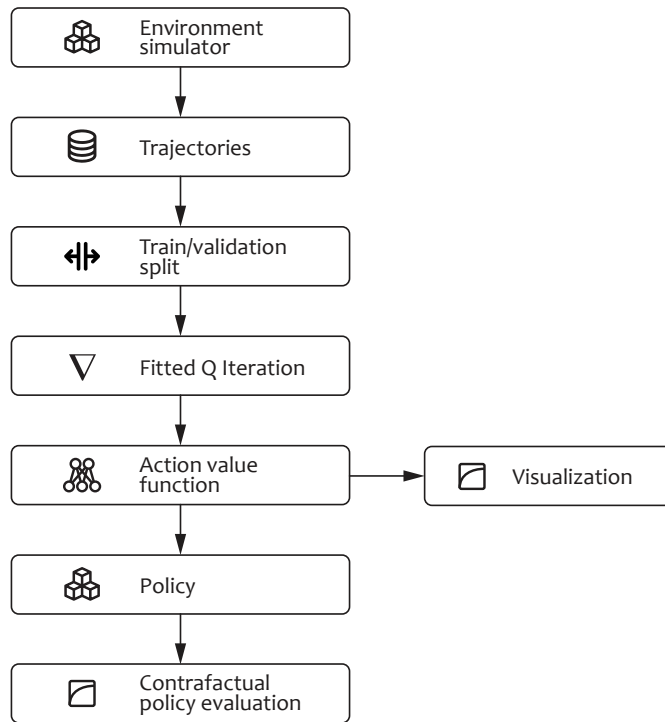 Environment
simulator
Trajectories
Train/validation
split
Fitted Q Iteration
Action value
function
Visualization
Policy
Contrafactual
policy evaluation